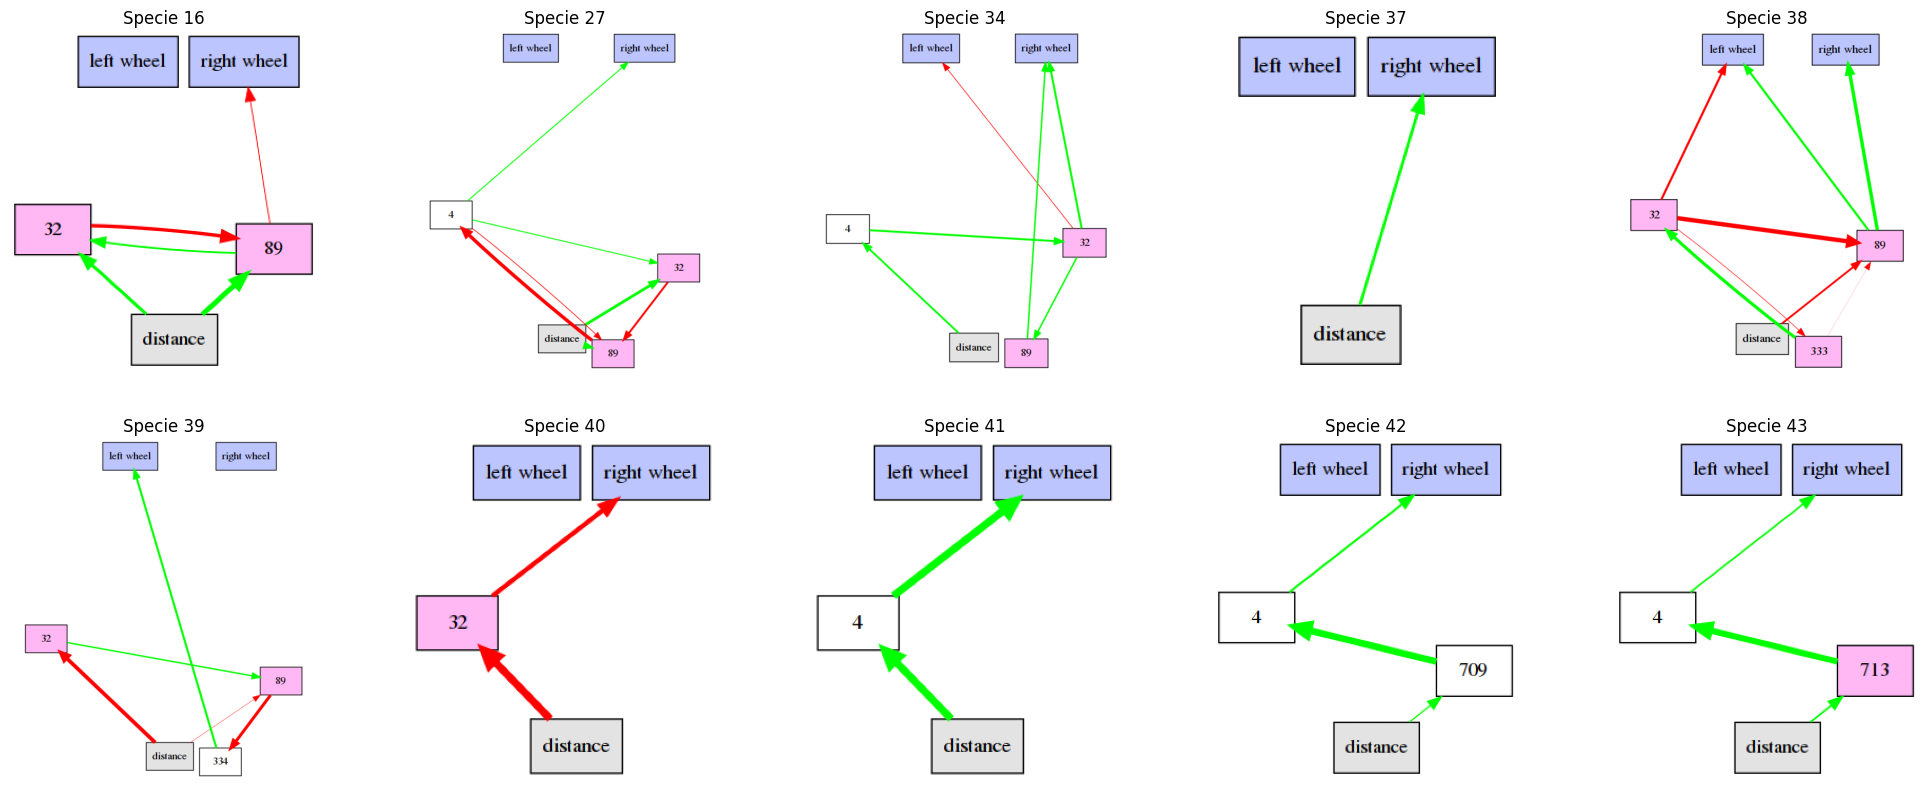 Specie 16
left wheel
right wheel
32
89
distance
Specie 27
left wheel
right wheel
4
32
distance
89
Specie 34
left wheel
right wheel
4
32
distance
89
Specie 37
left wheel
right wheel
distance
Specie 38
left wheel
right wheel
32
89
distance
333
Specie 39
left wheel
right wheel
32
89
distance
334
Specie 40
left wheel
right wheel
32
distance
Specie 41
left wheel
right wheel
4
distance
Specie 42
left wheel
right wheel
4
709
distance
Specie 43
left wheel
right wheel
4
713
distance